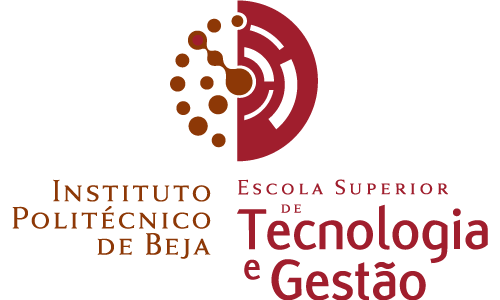 Instituto
Politécnico
de Beja
Escola Superior
de
Tecnologia
e Gestão